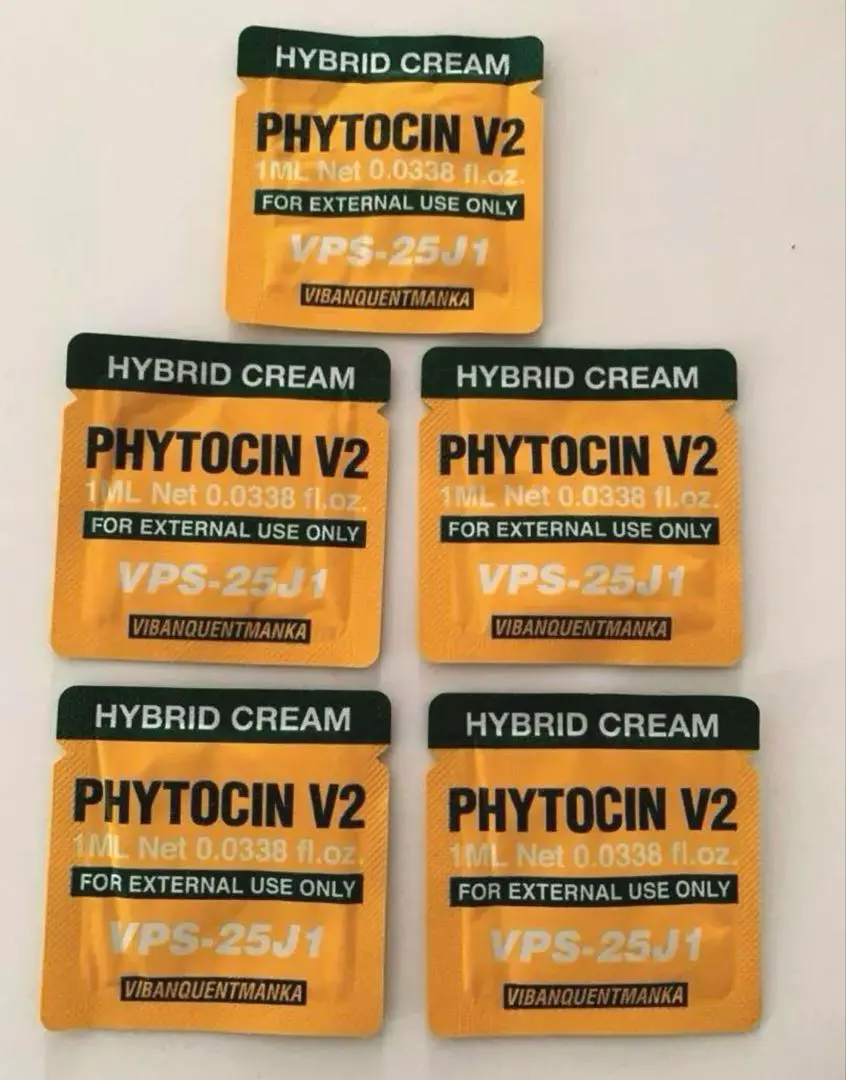 HYBRID CREAM
PHYTOCIN V2
1ML Net 0.0338 fl.oz.
FOR EXTERNAL USE ONLY
VPS-25J1
VIBANQUENTMANKA
HYBRID CREAM
PHYTOCIN V2
1ML Net 0.0338 fl.oz.
FOR EXTERNAL USE ONLY
VPS-25J1
VIBANQUENTMANKA
HYBRID CREAM
PHYTOCIN V2
1ML Net 0.0338 fl.oz.
FOR EXTERNAL USE ONLY
VPS-25J1
VIBANQUENTMANKA
HYBRID CREAM
PHYTOCIN V2
1ML Net 0.0338 fl.oz.
FOR EXTERNAL USE ONLY
VPS-25J1
VIBANQUENTMANKA
HYBRID CREAM
PHYTOCIN V2
1ML Net 0.0338 fl.oz.
FOR EXTERNAL USE ONLY
VPS-25J1
VIBANQUENTMANKA